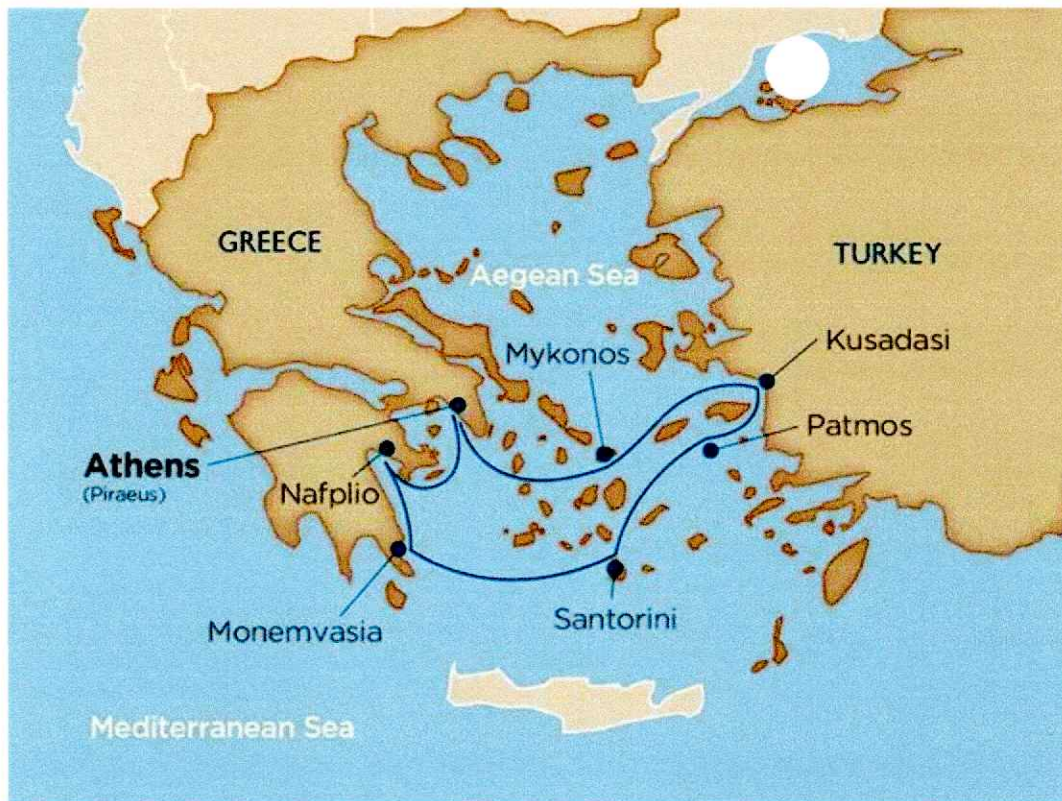 GREECE
TURKEY
Aegean Sea
Mykonos
Kusadasi
Patmos
Athens
(Piraeus)
Nafplio
Monemvasia
Santorini
Mediterranean Sea